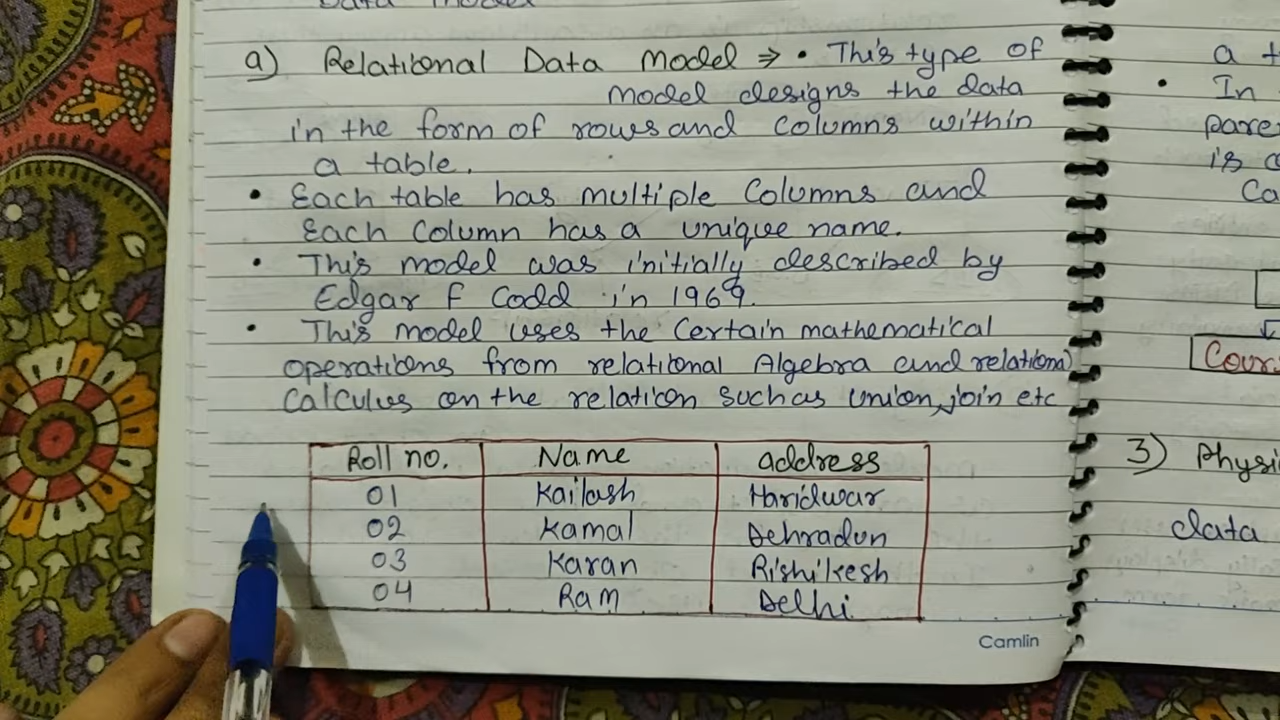 Data Model
a) Relational Data Model ⇒ • This type of
Model designs the data
in the form of rows and columns within
a table.
• Each table has multiple Columns and
Each Column has a unique name.
• This model was initially described by
Edgar F Codd in 1969.
• This model uses the Certain mathematical
operations from relational Algebra and relational
Calculus on the relation such as Union, join etc
Roll no. Name address
01 Kailash Haridwar
02 Kamal Dehradun
03 Karan Rishikesh
04 Ram Delhi
Camlin
a
• In
is
3) Physi
data